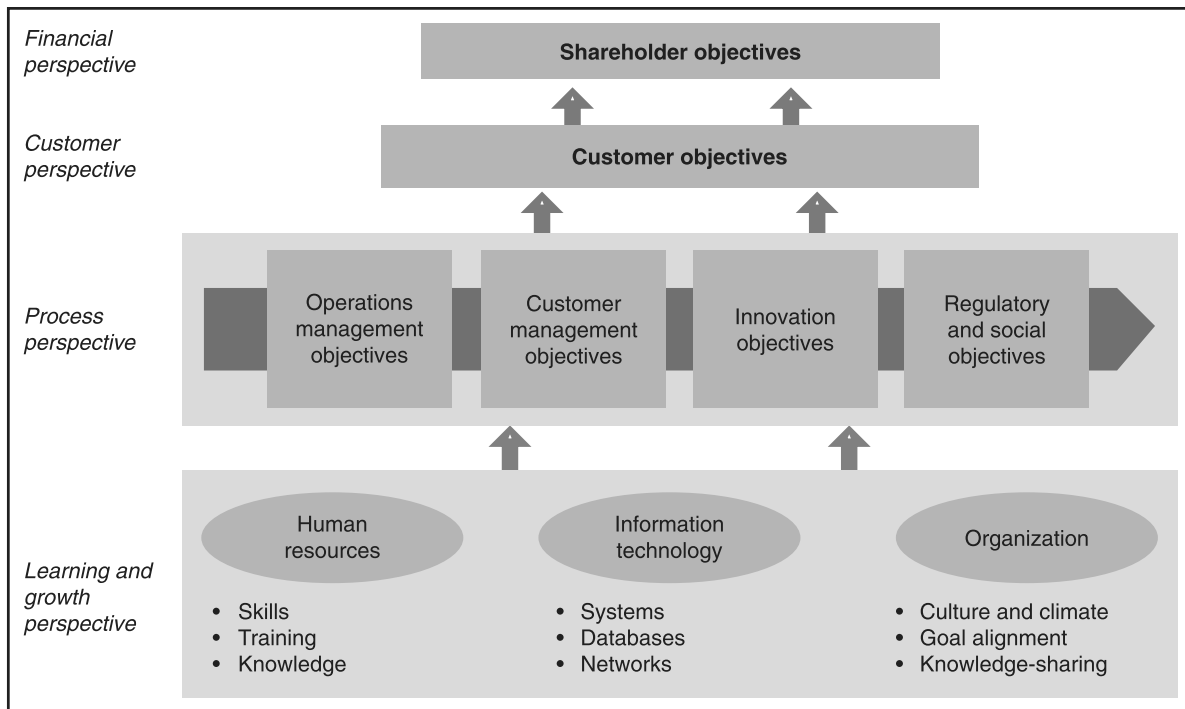 Financial
perspective
Shareholder objectives
Customer
perspective
Customer objectives
Process
perspective
Operations
management
objectives
Customer
management
objectives
Innovation
objectives
Regulatory
and social
objectives
Learning and
growth
perspective
Human
resources
• Skills
• Training
• Knowledge
Information
technology
• Systems
• Databases
• Networks
Organization
• Culture and climate
• Goal alignment
• Knowledge-sharing